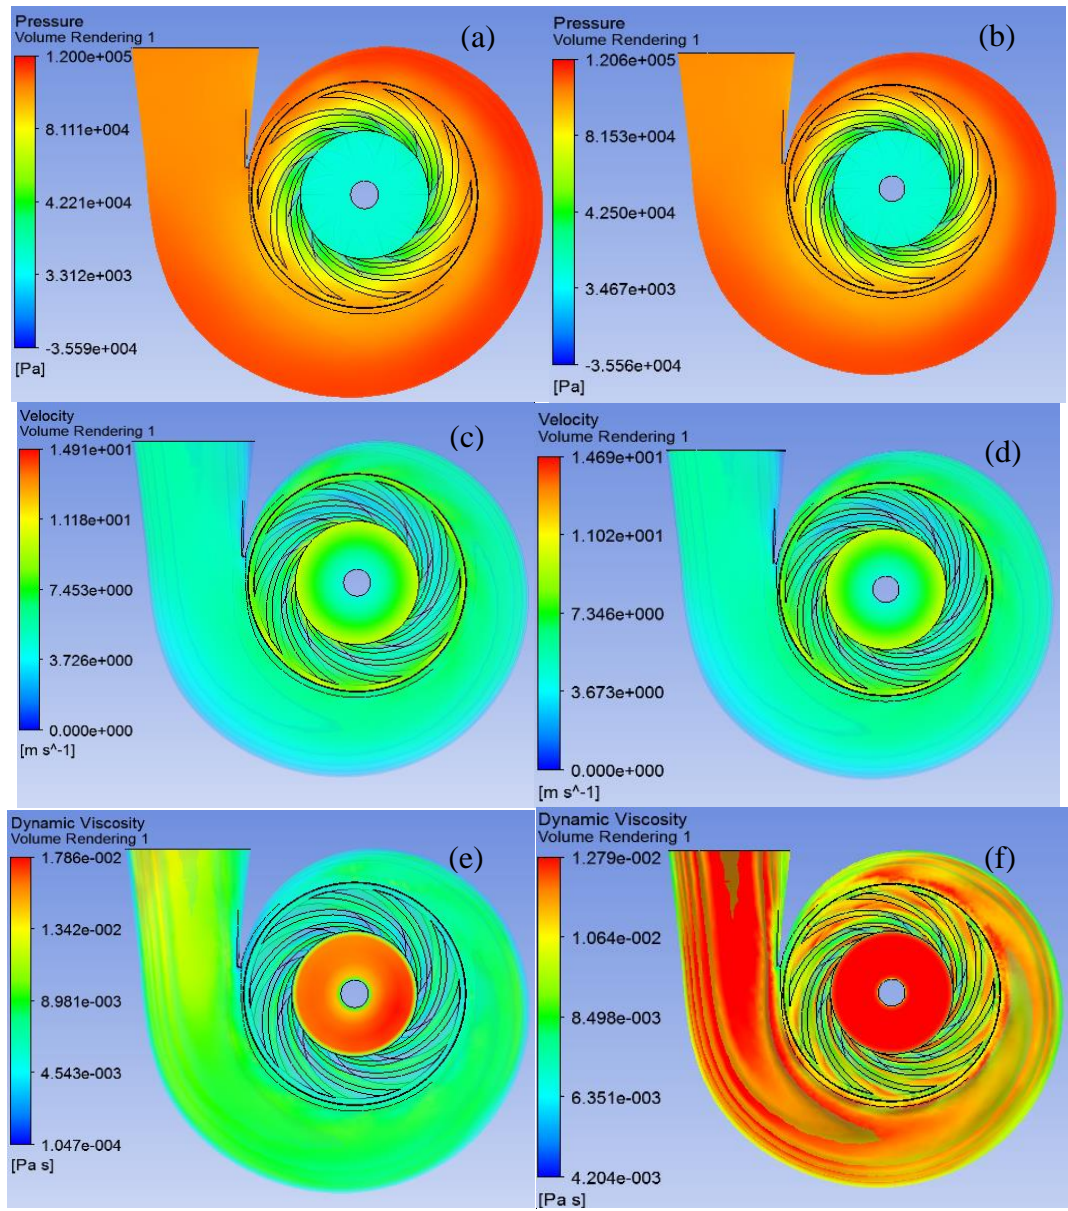 Pressure
Volume Rendering 1
(a)
1.200e+005
8.111e+004
4.221e+004
3.312e+003
-3.559e+004
[Pa]
Pressure
Volume Rendering 1
(b)
1.206e+005
8.153e+004
4.250e+004
3.467e+003
-3.556e+004
[Pa]
Velocity
Volume Rendering 1
(c)
1.491e+001
1.118e+001
7.453e+000
3.726e+000
0.000e+000
[m s^-1]
Velocity
Volume Rendering 1
(d)
1.469e+001
1.102e+001
7.346e+000
3.673e+000
0.000e+000
[m s^-1]
Dynamic Viscosity
Volume Rendering 1
(e)
1.786e-002
1.342e-002
8.981e-003
4.543e-003
1.047e-004
[Pa s]
Dynamic Viscosity
Volume Rendering 1
(f)
1.279e-002
1.064e-002
8.498e-003
6.351e-003
4.204e-003
[Pa s]